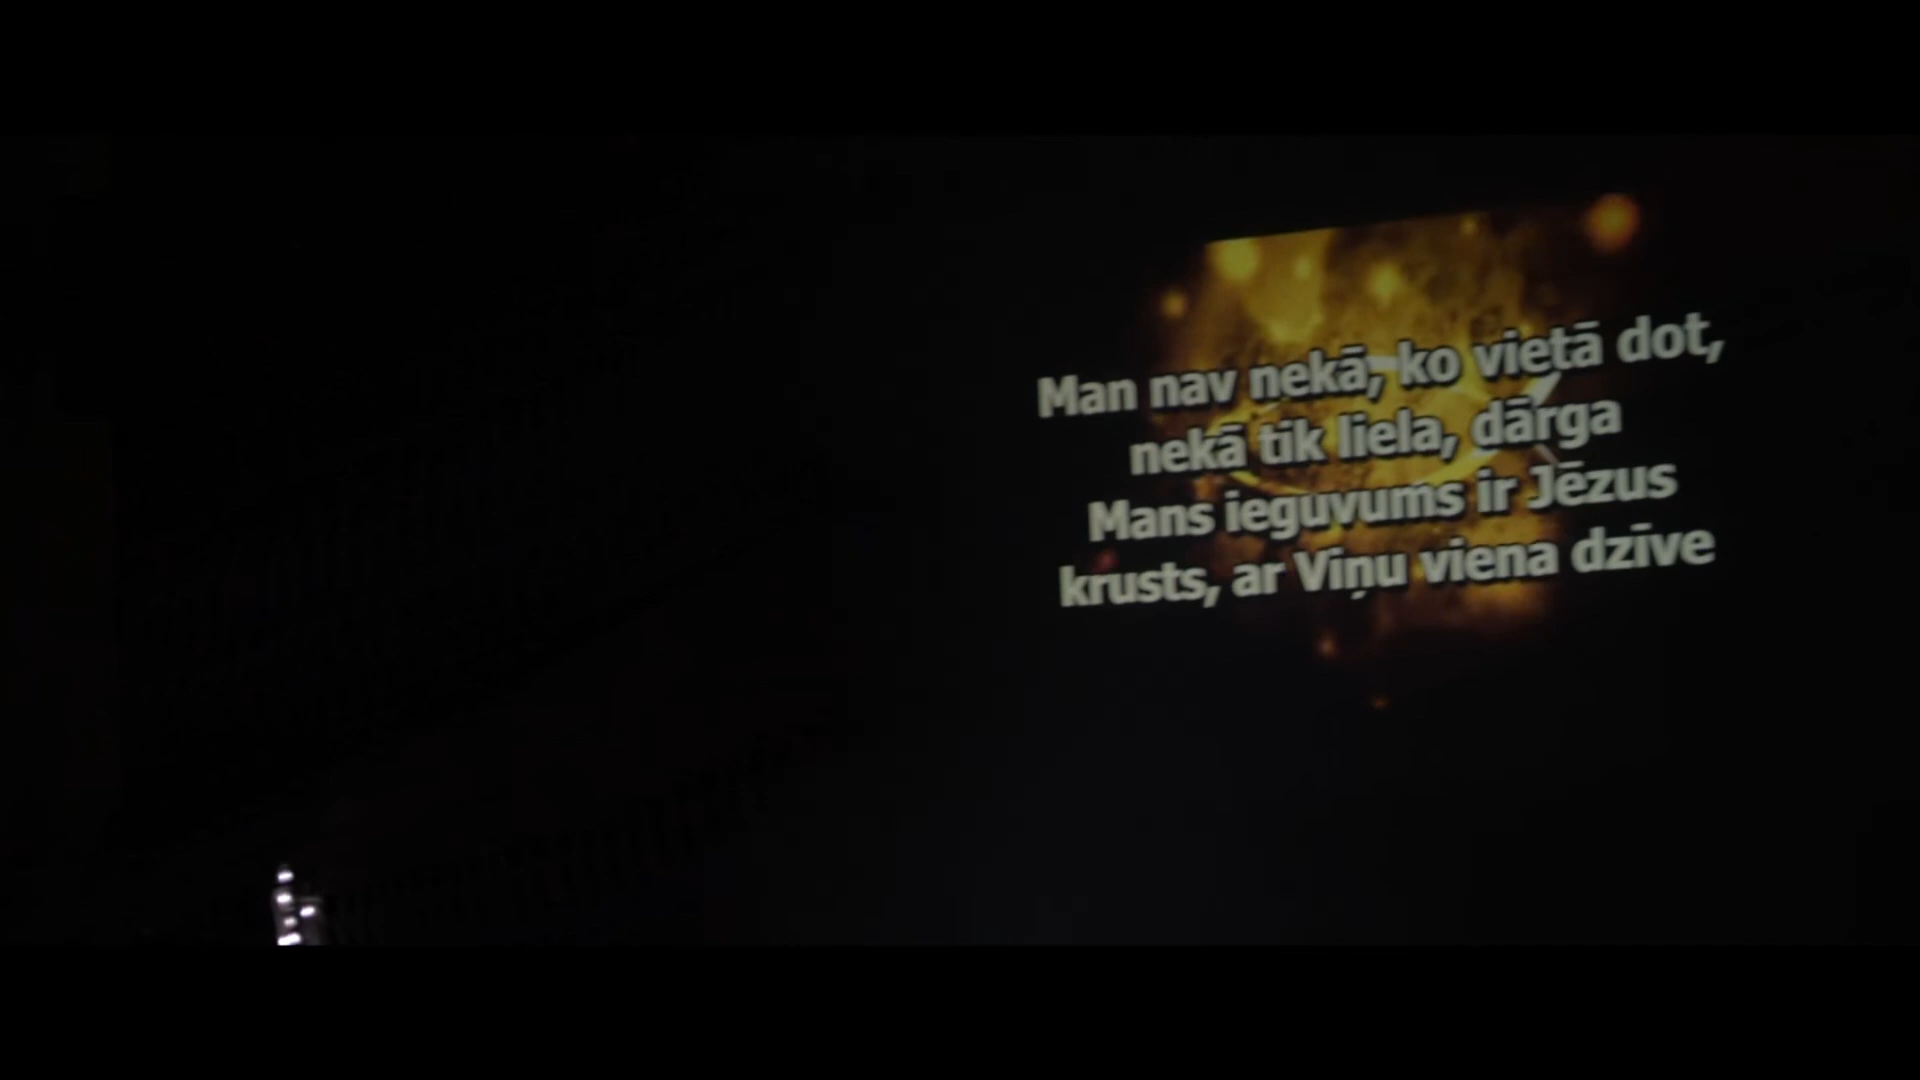 Man nav nekā, ko vietā dot,
nekā tik liela, dārga
Mans ieguvums ir Jēzus
krusts, ar Viņu viena dzīve